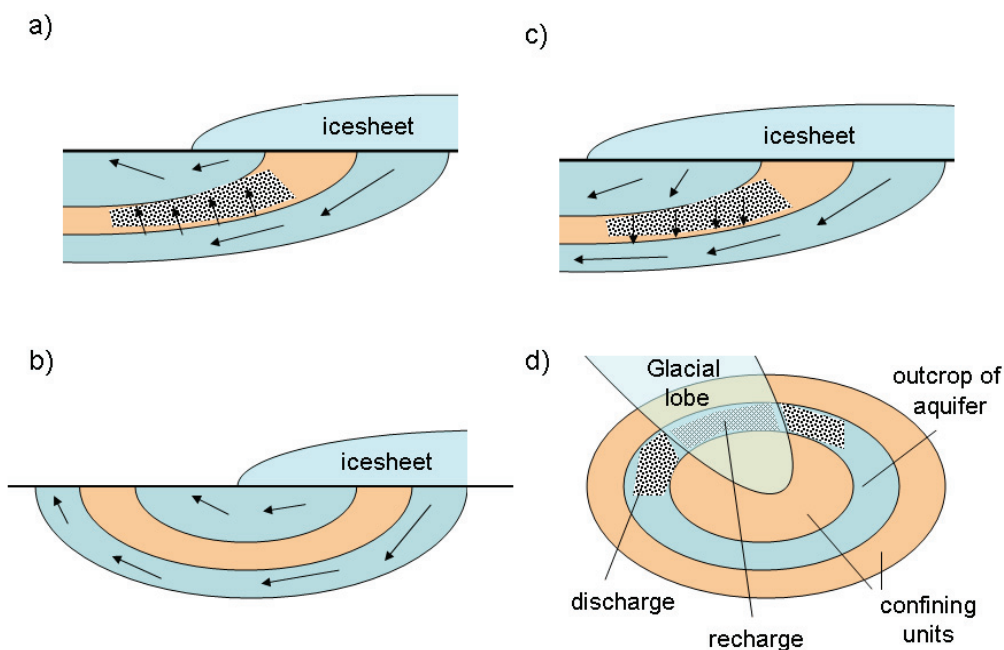 a)
icesheet
c)
icesheet
b)
icesheet
d)
Glacial
lobe
outcrop of
aquifer
discharge
recharge
confining
units